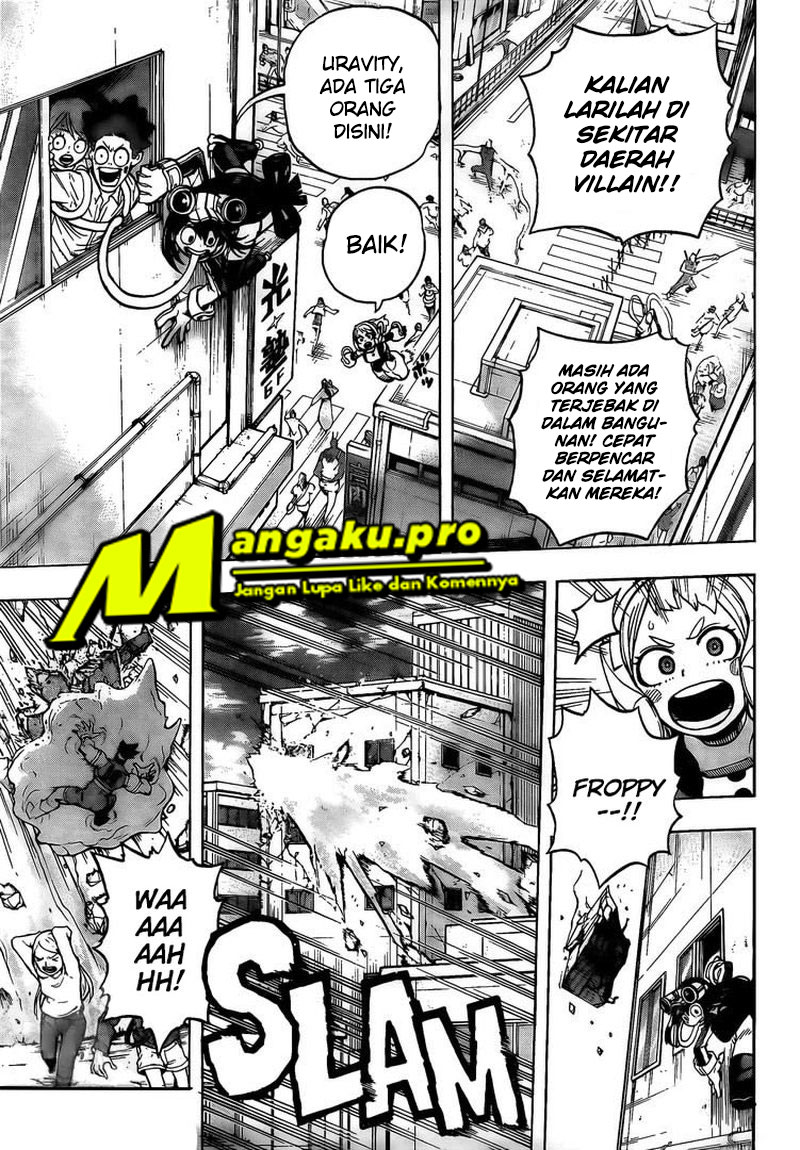 KALIAN
LARILAH DI
SEKITAR
DAERAH
VILLAIN!!
MASIH ADA
ORANG YANG
TERJEBAK DI
DALAM BANGU-
NAN! CEPAT
BERPENCAR
DAN SELAMAT-
KAN MEREKA!
URAVITY,
ADA TIGA
ORANG
DISINI!
BAIK!
光
藝
GF
Mangaku.pro
Jangan Lupa Like dan Komennya
FROPPY
--!!
SLAM
WAA
AAA
AAH
HH!